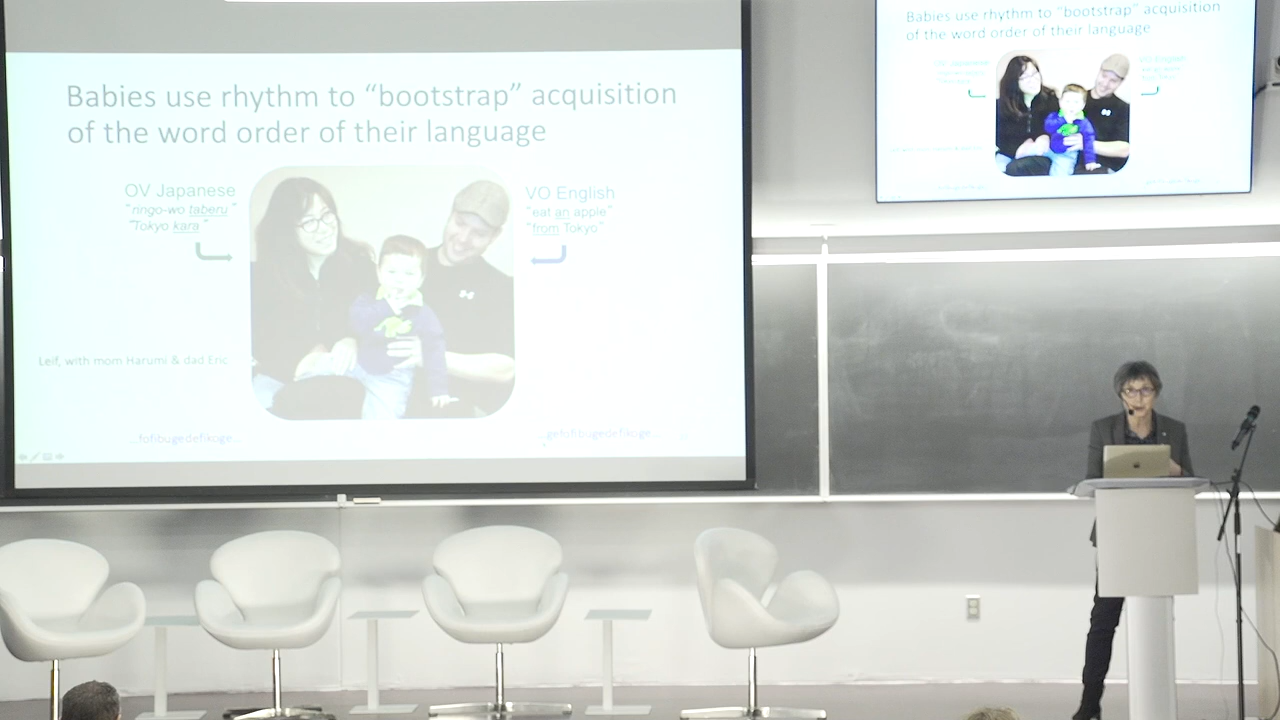 Babies use rhythm to “bootstrap” acquisition
of the word order of their language
OV Japanese
“ringo-wo taberu”
“Tokyo kara”
VO English
“eat an apple”
“from Tokyo”
Leif, with mom Harumi & dad Eric
...fofibugedefikoge...
...gefofibugedefikoge...
Babies use rhythm to “bootstrap” acquisition
of the word order of their language